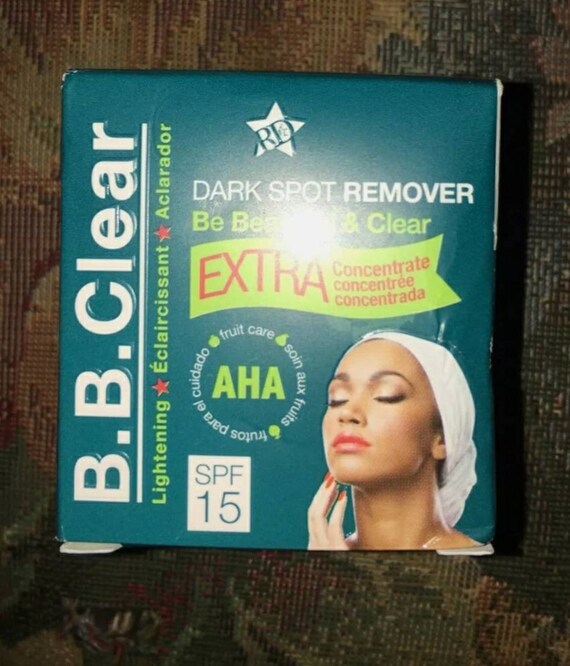 B.B.Clear
Lightening ★ Éclaircissant ★ Aclarador
DARK SPOT REMOVER
Be & Clear
EXTRA
Concentrate
concentrée
concentrada
fruit care
soin aux fruits
frutos para el cuidado
AHA
SPF
15